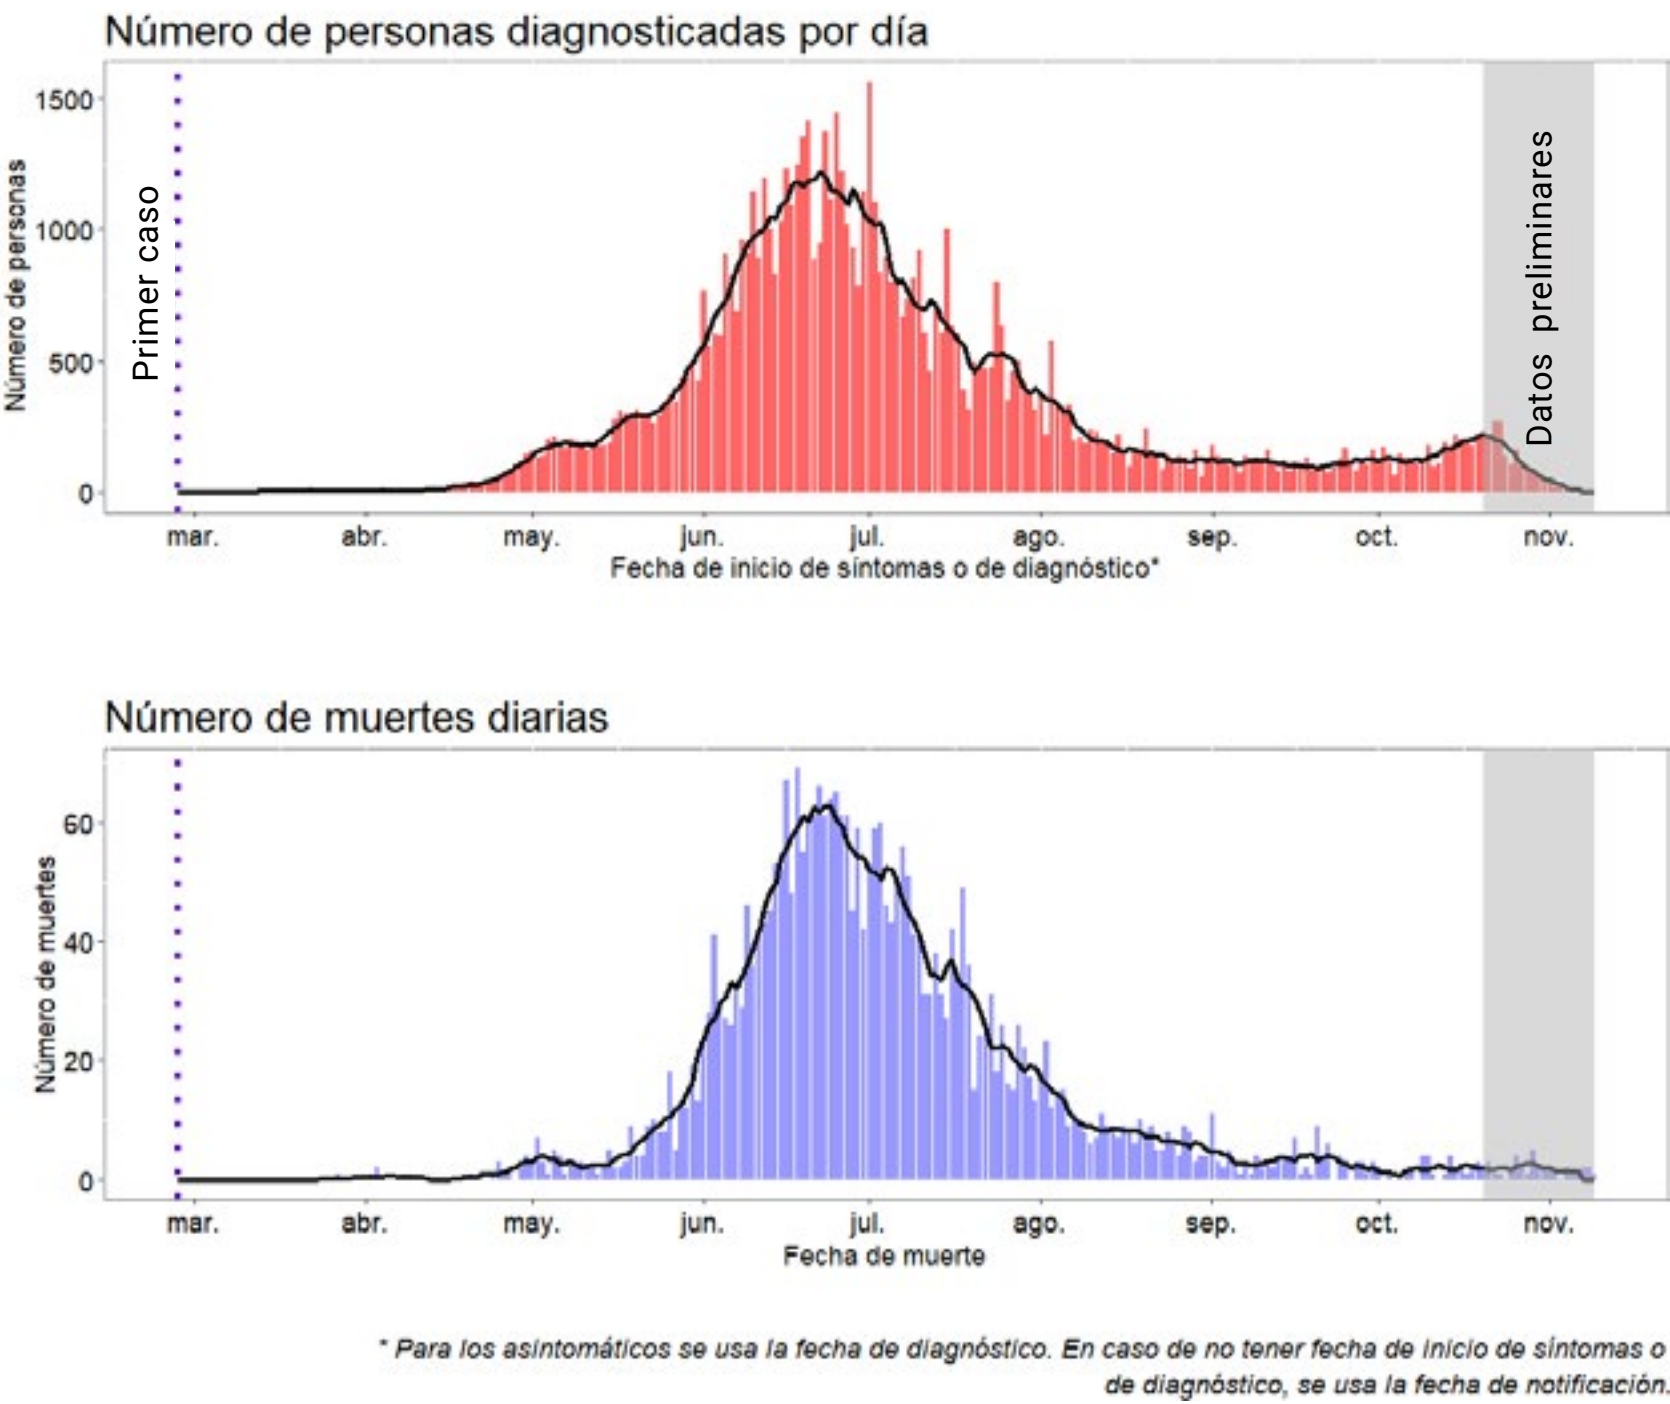 Número de personas diagnosticadas por día
Número de personas
1500
1000
500
0
Primer caso
Datos preliminares
mar. abr. may. jun. jul. ago. sep. oct. nov.
Fecha de inicio de síntomas o de diagnóstico*
Número de muertes diarias
Número de muertes
60
40
20
0
mar. abr. may. jun. jul. ago. sep. oct. nov.
Fecha de muerte
* Para los asintomáticos se usa la fecha de diagnóstico. En caso de no tener fecha de inicio de síntomas o
de diagnóstico, se usa la fecha de notificación.